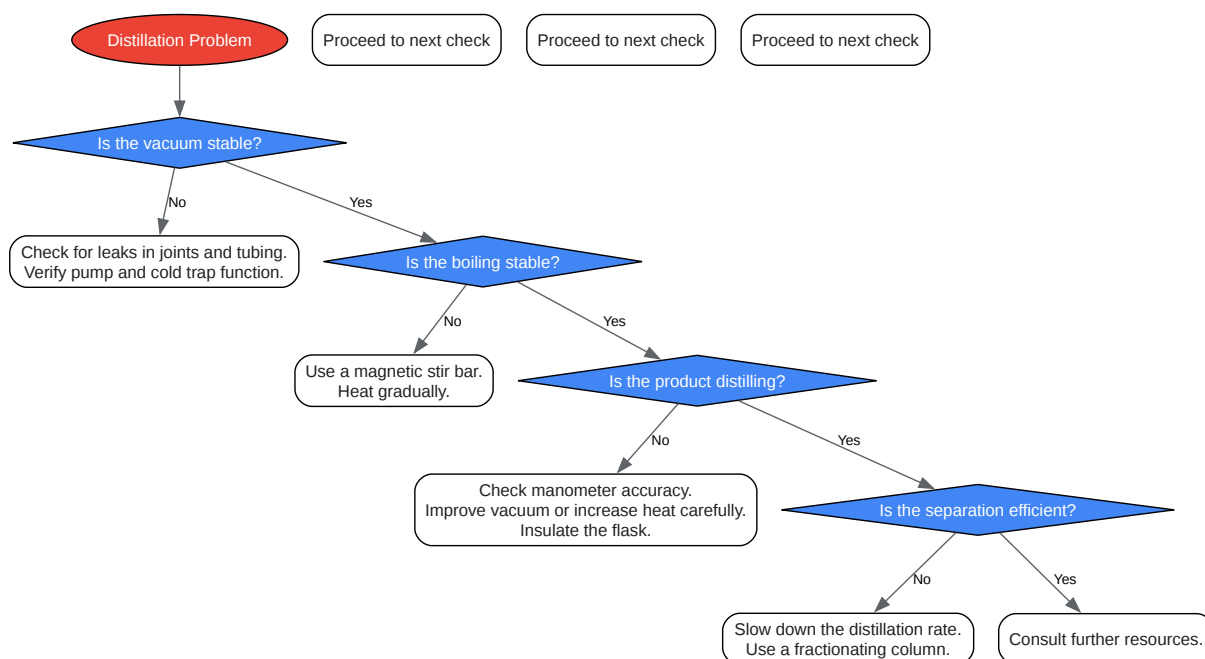 Distillation Problem
Proceed to next check
Proceed to next check
Proceed to next check
Is the vacuum stable?
No
Yes
Check for leaks in joints and tubing.
Verify pump and cold trap function.
Is the boiling stable?
No
Yes
Use a magnetic stir bar.
Heat gradually.
Is the product distilling?
No
Yes
Check manometer accuracy.
Improve vacuum or increase heat carefully.
Insulate the flask.
Is the separation efficient?
No
Yes
Slow down the distillation rate.
Use a fractionating column.
Consult further resources.